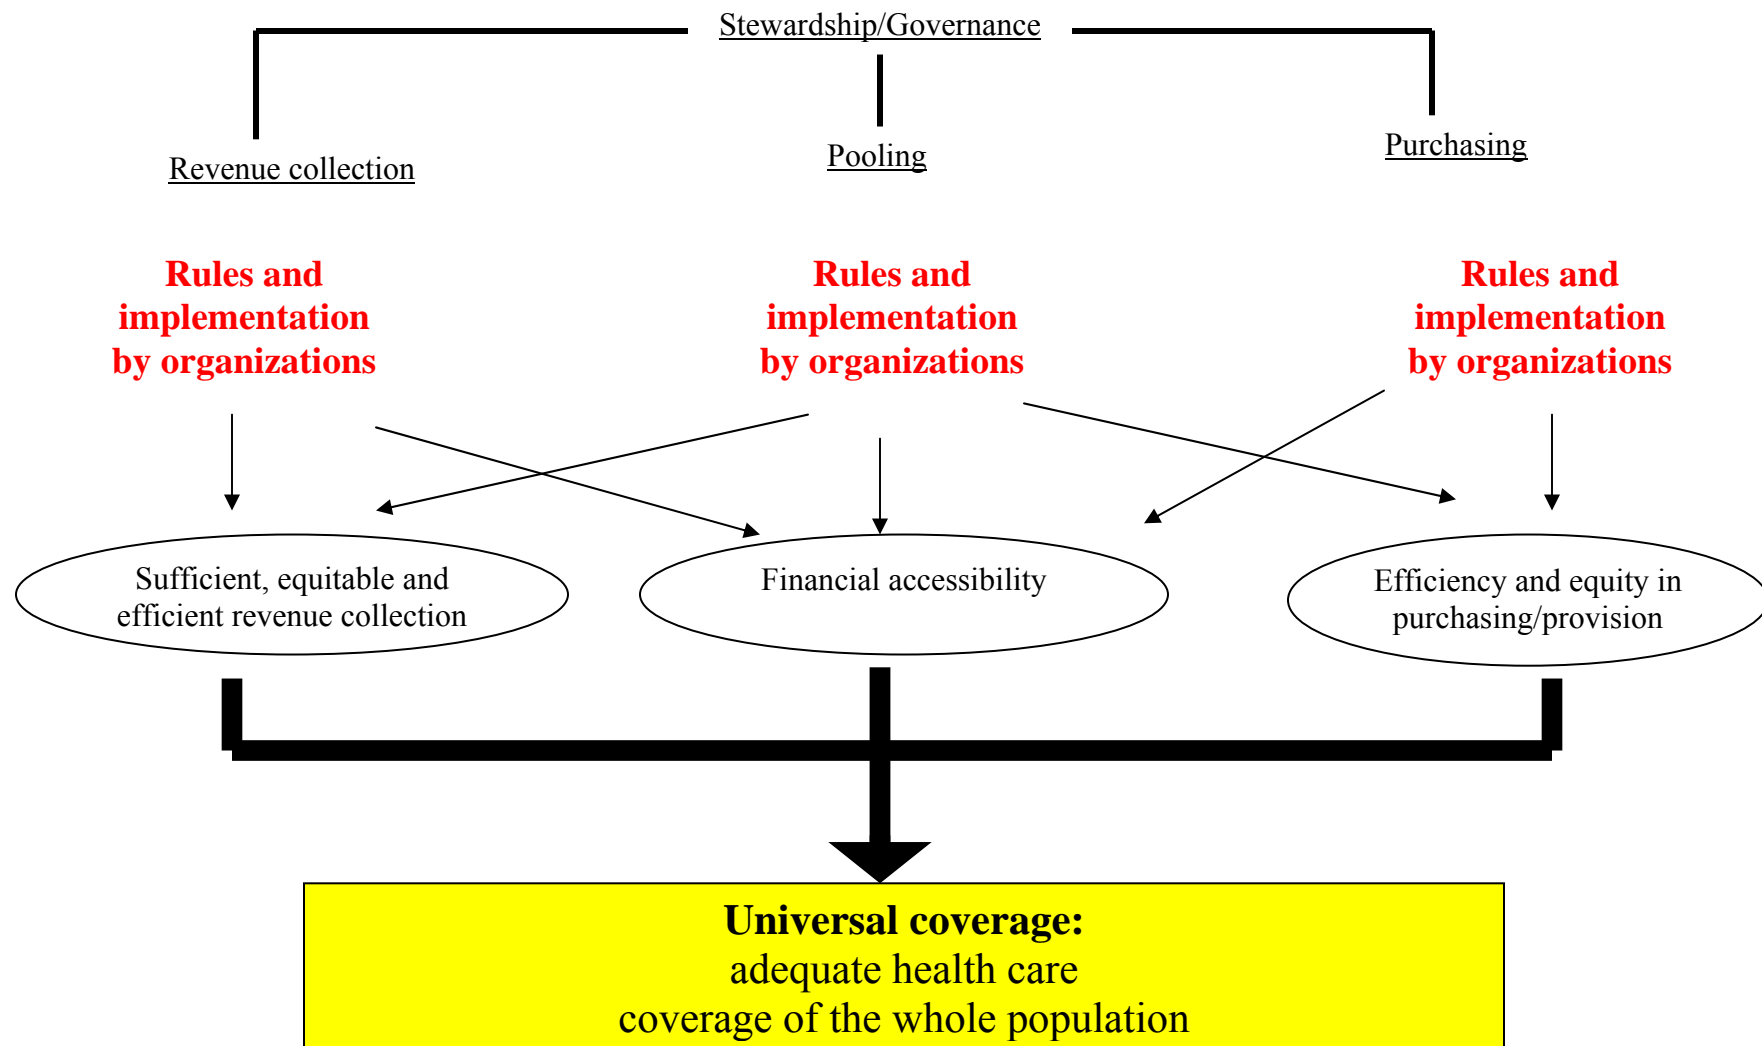 Stewardship/Governance
Revenue collection
Pooling
Purchasing
Rules and
implementation
by organizations
Rules and
implementation
by organizations
Rules and
implementation
by organizations
Sufficient, equitable and
efficient revenue collection
Financial accessibility
Efficiency and equity in
purchasing/provision
Universal coverage:
adequate health care
coverage of the whole population